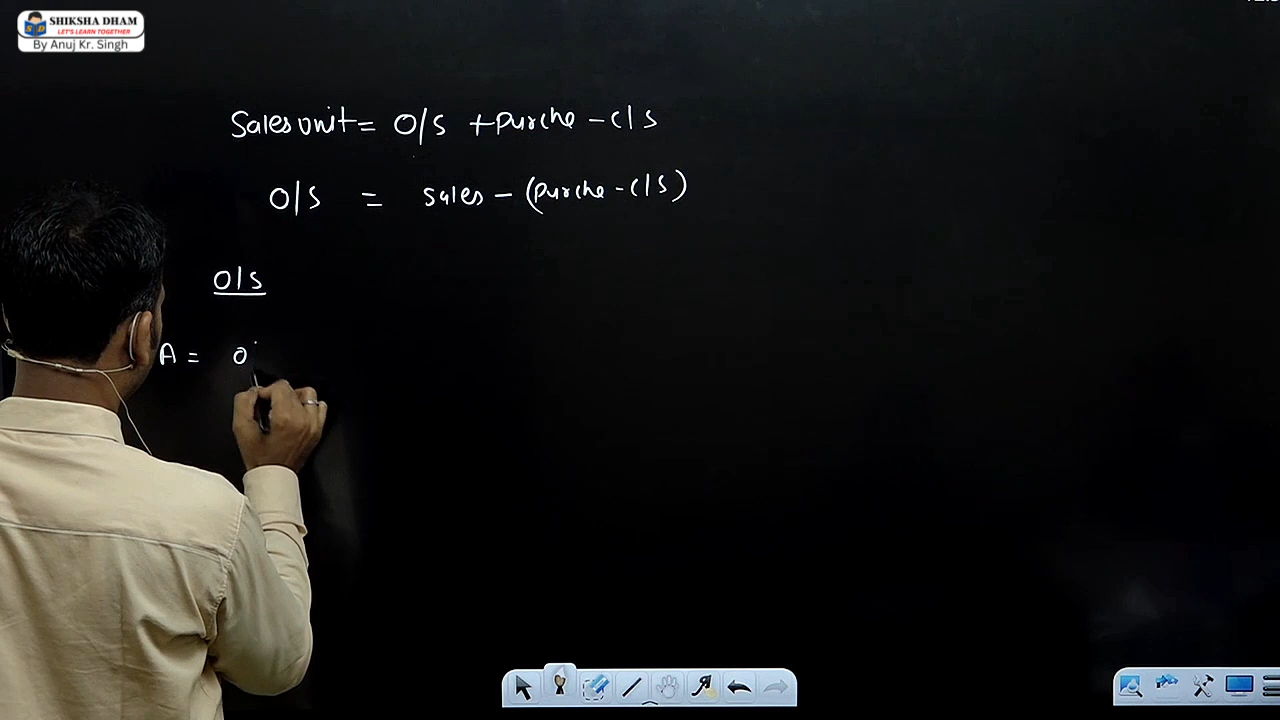 SHIKSHA DHAM
LET'S LEARN TOGETHER
By Anuj Kr. Singh
Sales unit = O/S + purche - C/S
O/S = sales - (purche - C/S)
O/S
A = 0